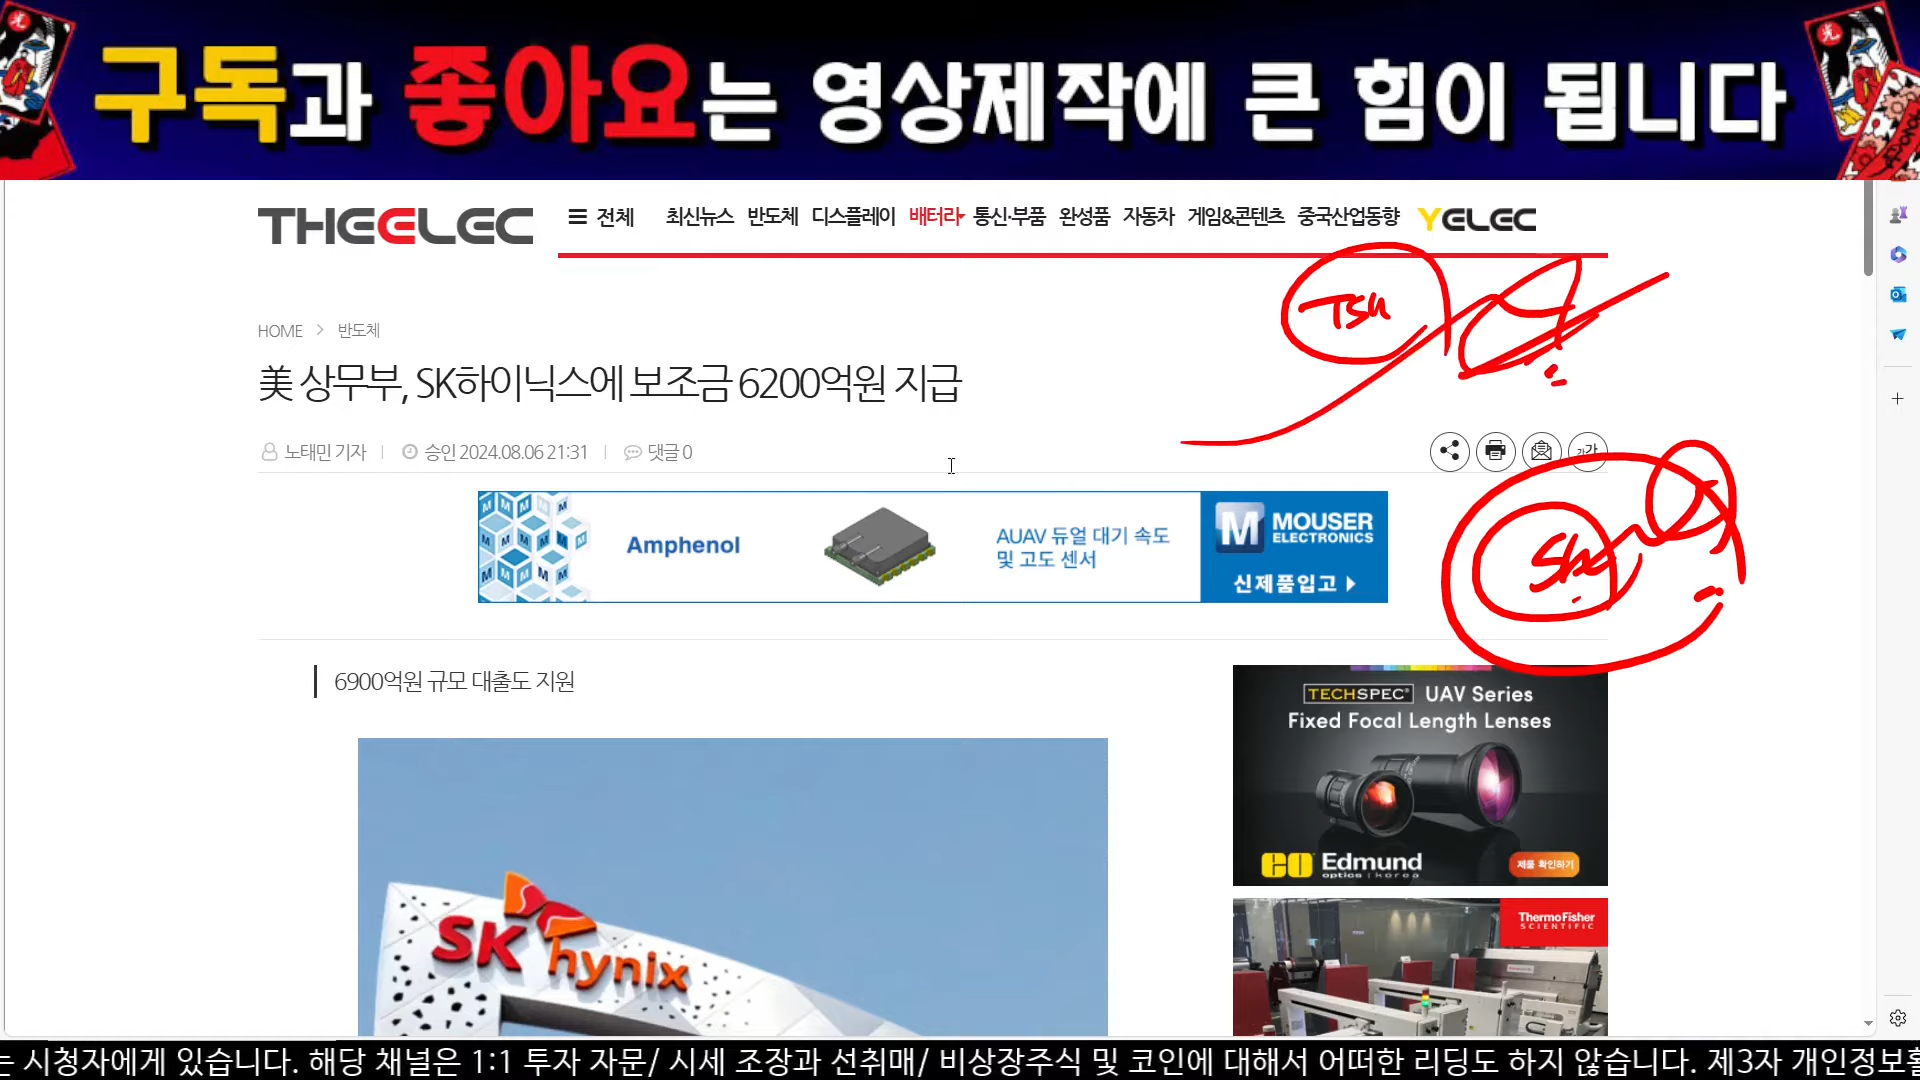 구독과 좋아요는 영상제작에 큰 힘이 됩니다
THEELEC
전체 최신뉴스 반도체 디스플레이 배터리 통신·부품 완성품 자동차 게임&콘텐츠 중국산업동향 YELEC
HOME > 반도체
美 상무부, SK하이닉스에 보조금 6200억원 지급
노태민 기자 | 승인 2024.08.06 21:31 | 댓글 0
Amphenol
AUAV 듀얼 대기 속도
및 고도 센서
M MOUSER
ELECTRONICS
신제품입고
6900억원 규모 대출도 지원
TECHSPEC® UAV Series
Fixed Focal Length Lenses
eo Edmund
optics | korea
제품 확인하기
ThermoFisher
SCIENTIFIC
SK hynix
는 시청자에게 있습니다. 해당 채널은 1:1 투자 자문/ 시세 조장과 선취매/ 비상장주식 및 코인에 대해서 어떠한 리딩도 하지 않습니다. 제3자 개인정보